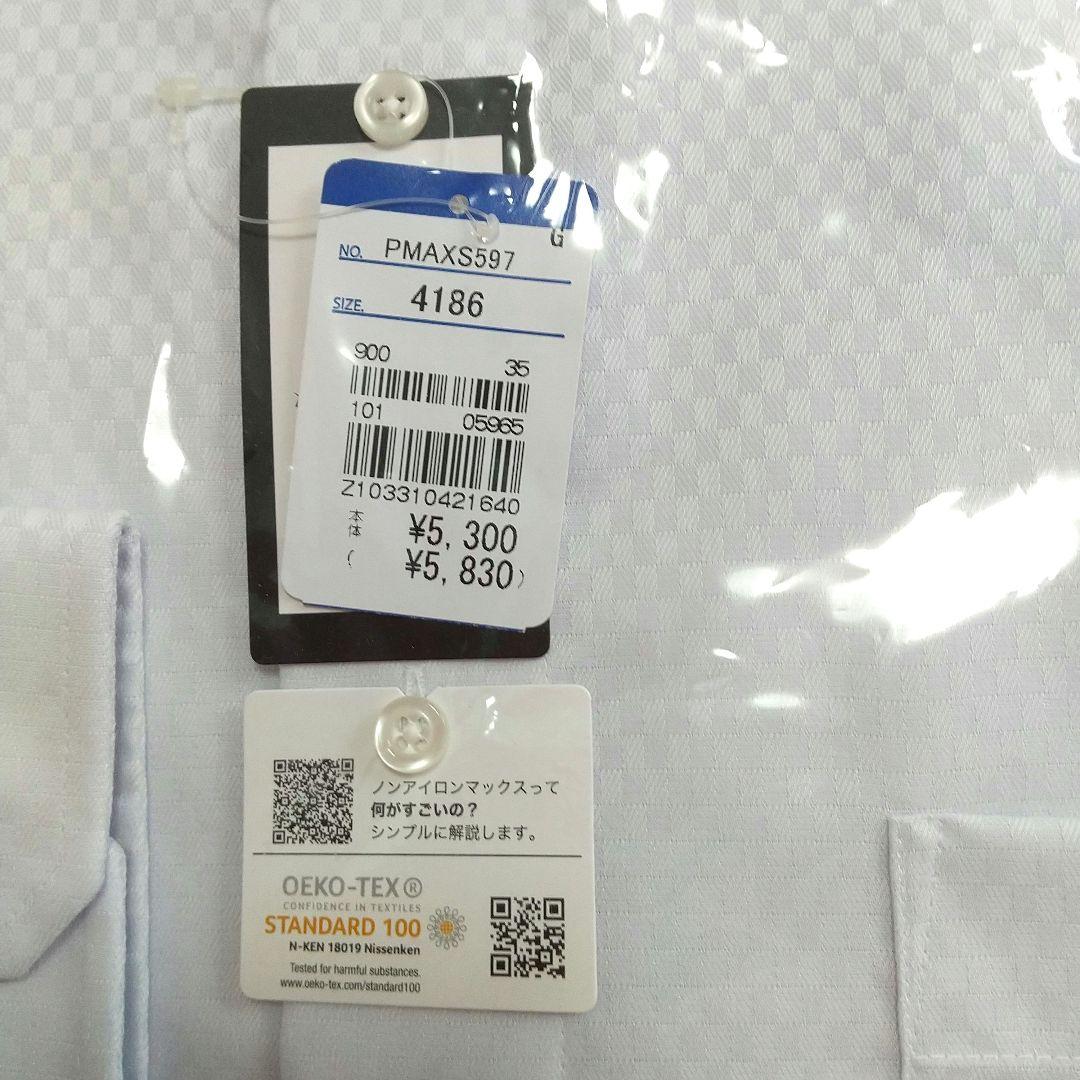 G
NO. PMAXS597
SIZE. 4186
900 35
101 05965
Z103310421640
本体 ¥5,300
( ¥5,830)
ノンアイロンマックスって
何がすごいの？
シンプルに解説します。
OEKO-TEX®
CONFIDENCE IN TEXTILES
STANDARD 100
N-KEN 18019 Nissenken
Tested for harmful substances.
www.oeko-tex.com/standard100